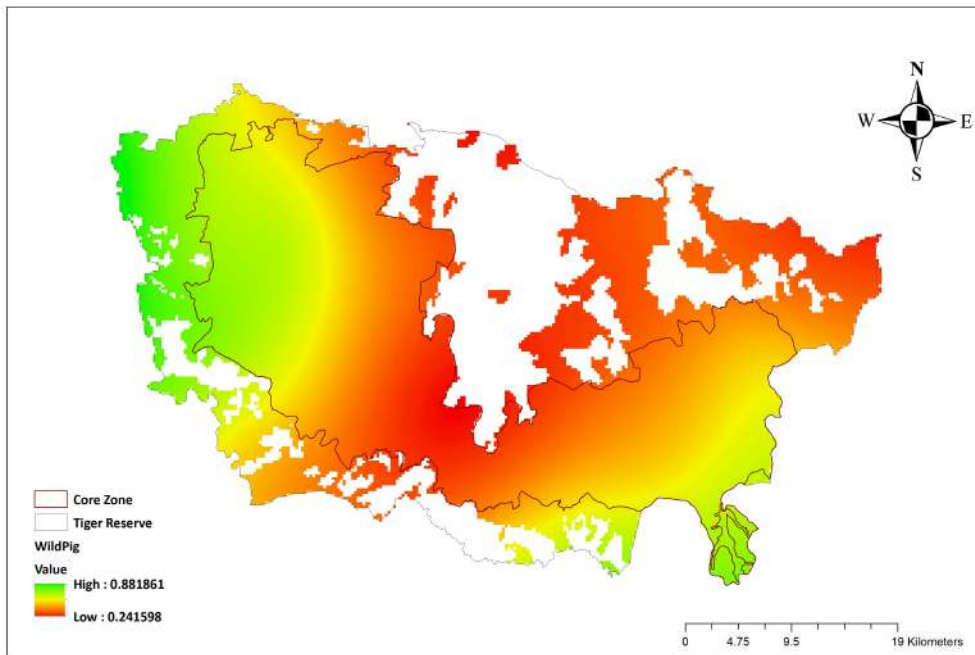 N
W E
S
Core Zone
Tiger Reserve
WildPig
Value
High : 0.881861
Low : 0.241598
0 4.75 9.5 19 Kilometers